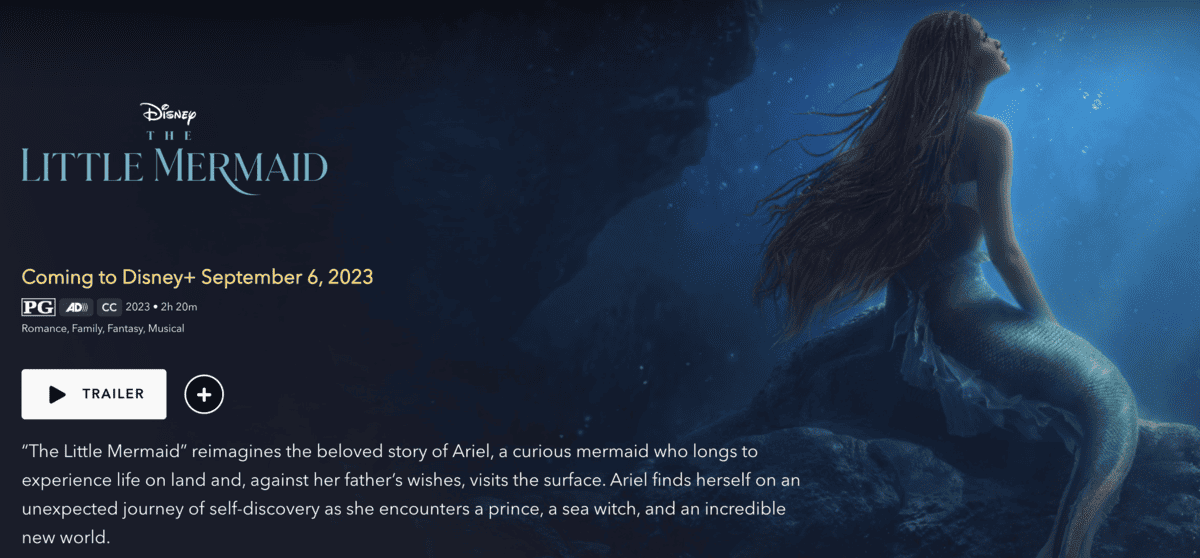 Disney
THE
LITTLE MERMAID
Coming to Disney+ September 6, 2023
PG AD CC 2023 • 2h 20m
Romance, Family, Fantasy, Musical
TRAILER
“The Little Mermaid” reimagines the beloved story of Ariel, a curious mermaid who longs to
experience life on land and, against her father’s wishes, visits the surface. Ariel finds herself on an
unexpected journey of self-discovery as she encounters a prince, a sea witch, and an incredible
new world.